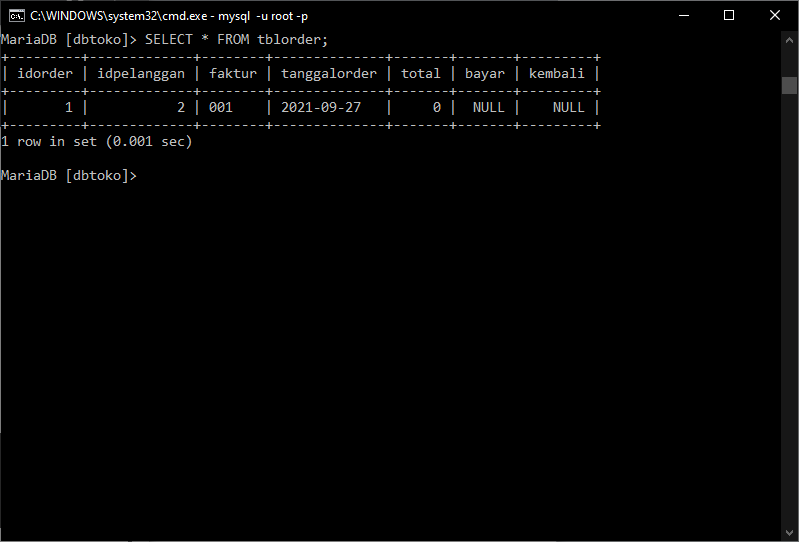 C:\WINDOWS\system32\cmd.exe - mysql  -u root -p
MariaDB [dbtoko]> SELECT * FROM tblorder;
+---------+-------------+--------+--------------+-------+-------+---------+
| idorder | idpelanggan | faktur | tanggalorder | total | bayar | kembali |
+---------+-------------+--------+--------------+-------+-------+---------+
|       1 |           2 | 001    | 2021-09-27   |     0 |  NULL |    NULL |
+---------+-------------+--------+--------------+-------+-------+---------+
1 row in set (0.001 sec)
MariaDB [dbtoko]>